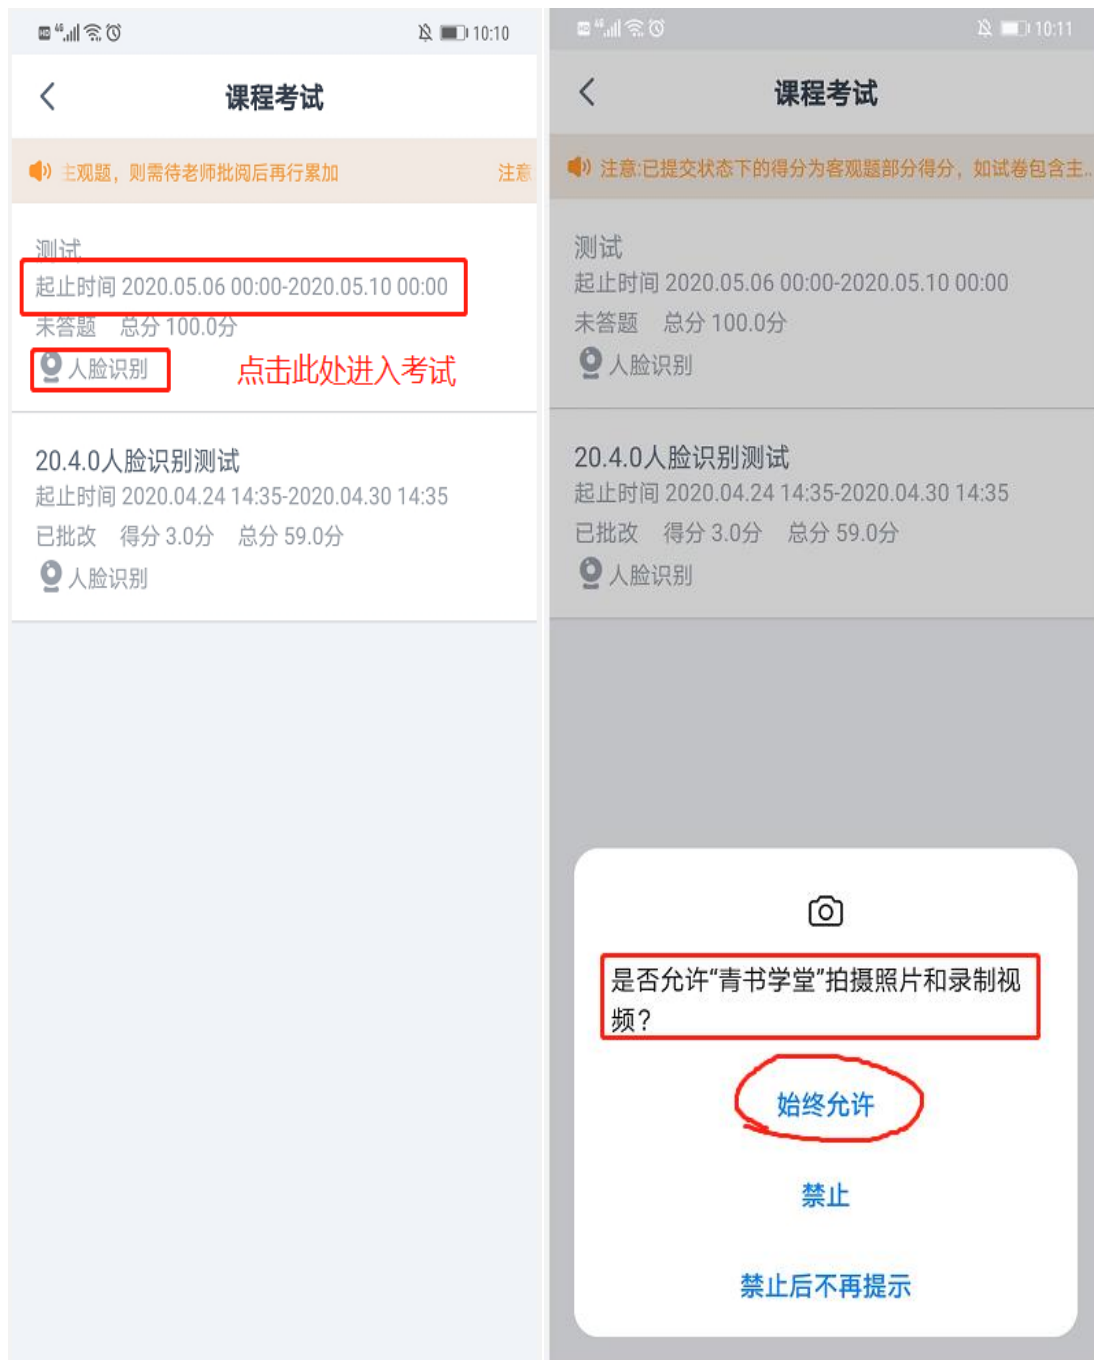 HD 46 10:10
课程考试
主观题，则需待老师批阅后再行累加 注意
测试
起止时间 2020.05.06 00:00-2020.05.10 00:00
未答题 总分 100.0分
人脸识别 点击此处进入考试
20.4.0人脸识别测试
起止时间 2020.04.24 14:35-2020.04.30 14:35
已批改 得分 3.0分 总分 59.0分
人脸识别
HD 46 10:11
课程考试
注意:已提交状态下的得分为客观题部分得分，如试卷包含主...
测试
起止时间 2020.05.06 00:00-2020.05.10 00:00
未答题 总分 100.0分
人脸识别
20.4.0人脸识别测试
起止时间 2020.04.24 14:35-2020.04.30 14:35
已批改 得分 3.0分 总分 59.0分
人脸识别
是否允许“青书学堂”拍摄照片和录制视
频？
始终允许
禁止
禁止后不再提示